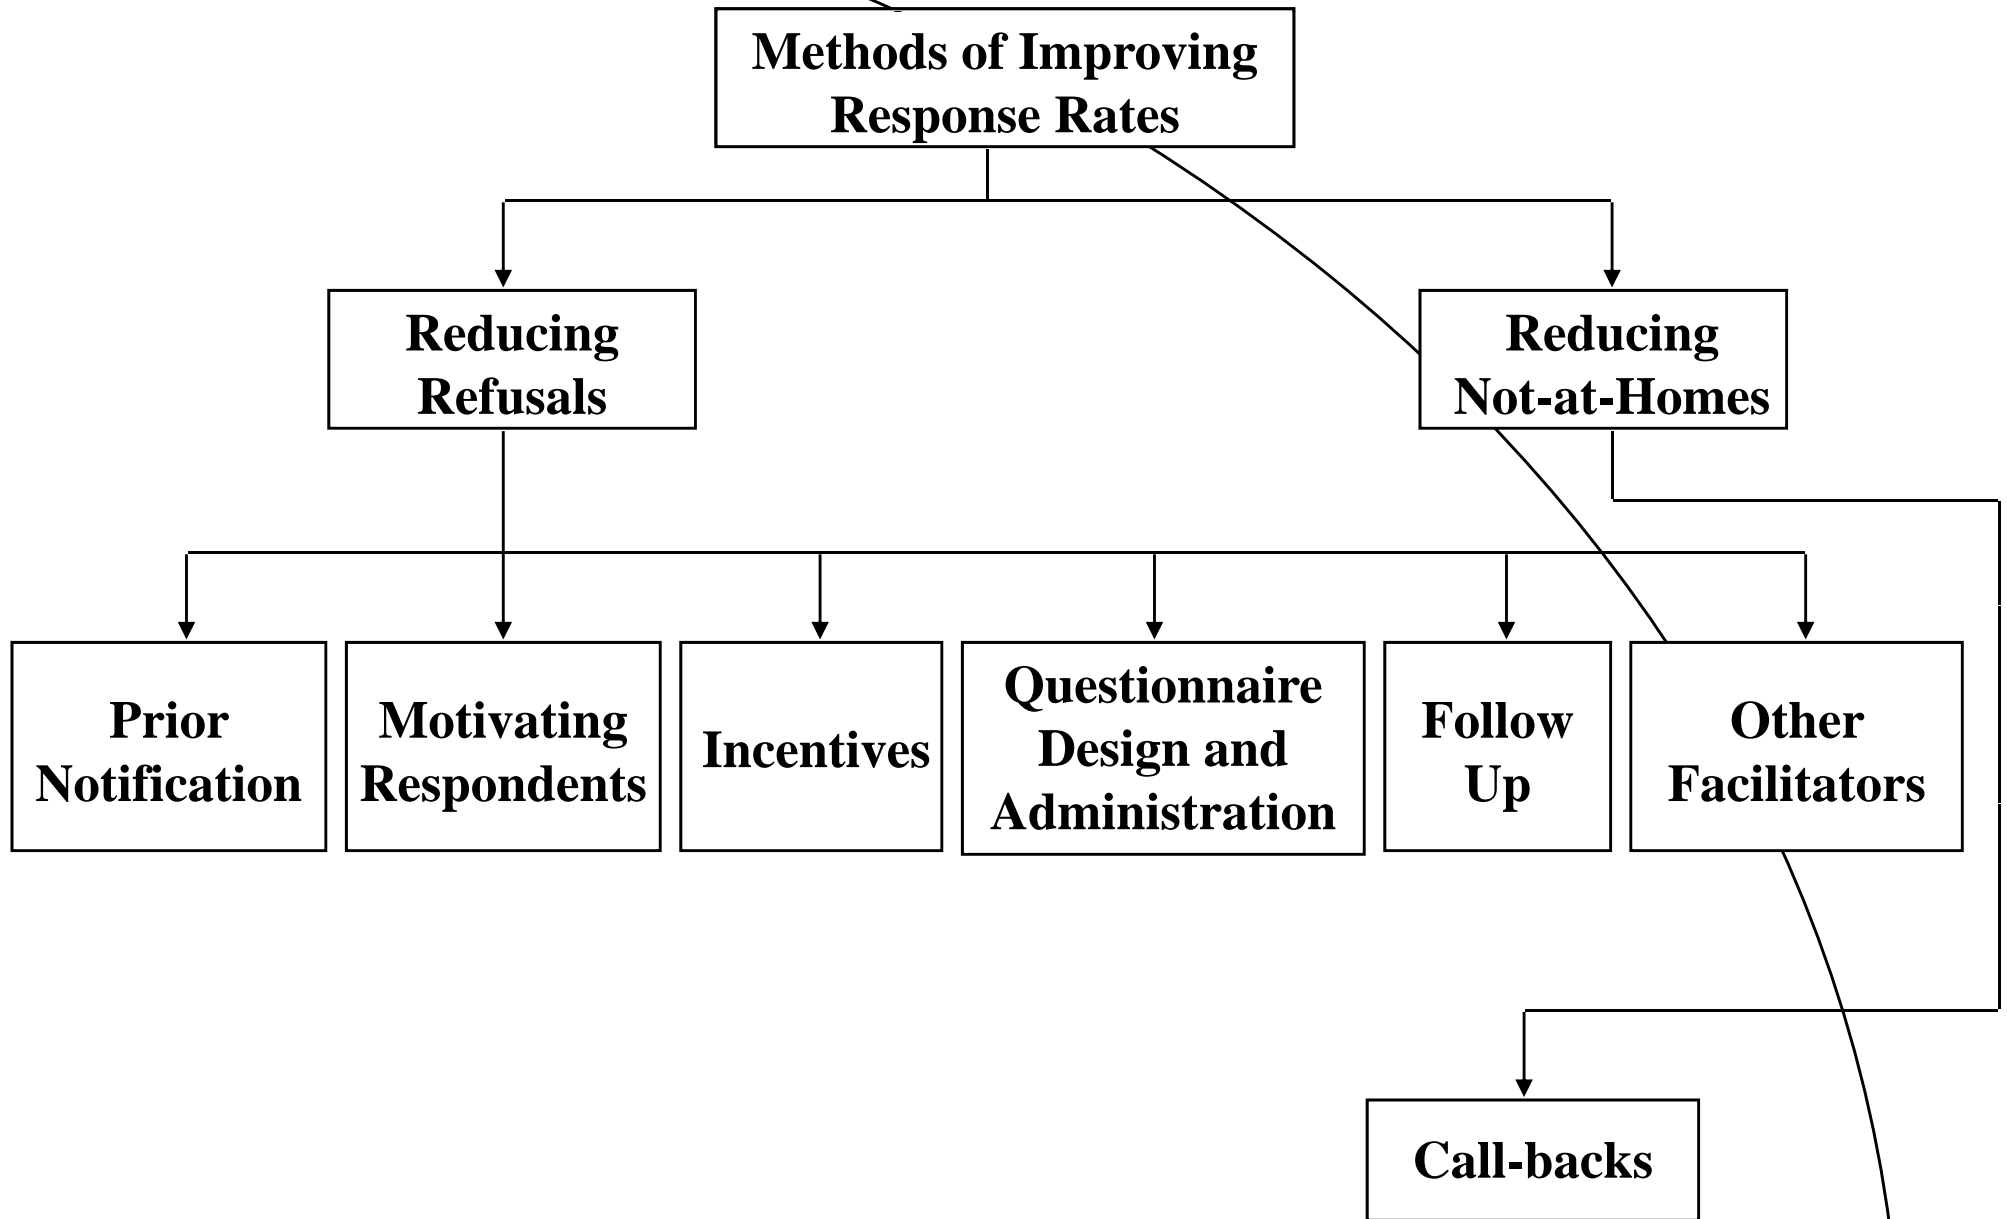 Methods of Improving
Response Rates
Reducing
Refusals
Reducing
Not-at-Homes
Prior
Notification
Motivating
Respondents
Incentives
Questionnaire
Design and
Administration
Follow
Up
Other
Facilitators
Call-backs